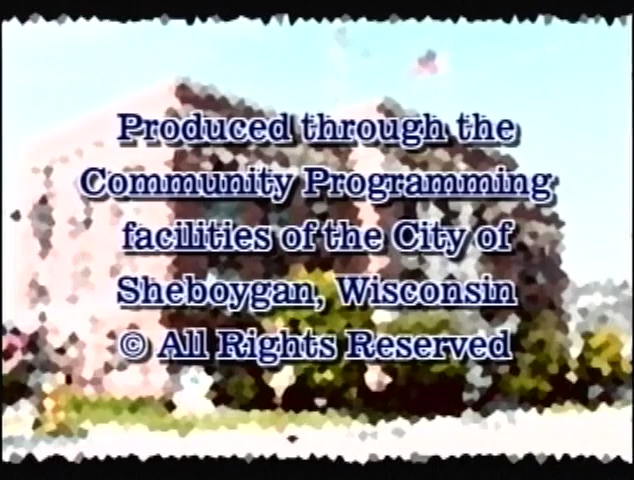 Produced through the
Community Programming
facilities of the City of
Sheboygan, Wisconsin
© All Rights Reserved